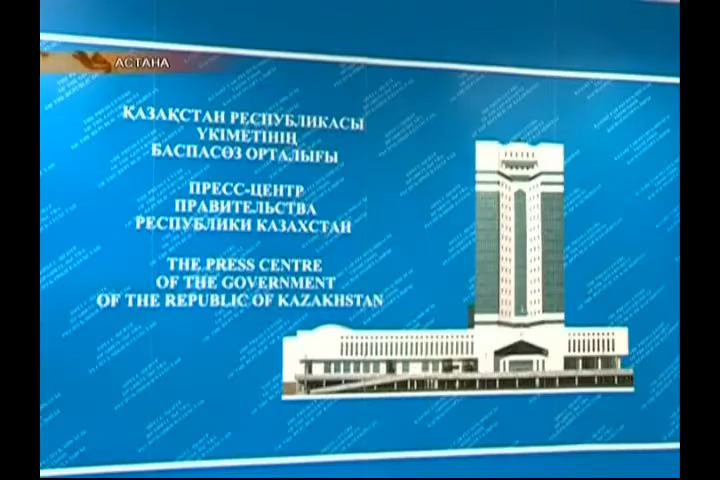 АСТАНА
ҚАЗАҚСТАН РЕСПУБЛИКАСЫ
ҮКІМЕТІНІҢ
БАСПАСӨЗ ОРТАЛЫҒЫ
ПРЕСС-ЦЕНТР
ПРАВИТЕЛЬСТВА
РЕСПУБЛИКИ КАЗАХСТАН
THE PRESS CENTRE
OF THE GOVERNMENT
OF THE REPUBLIC OF KAZAKHSTAN